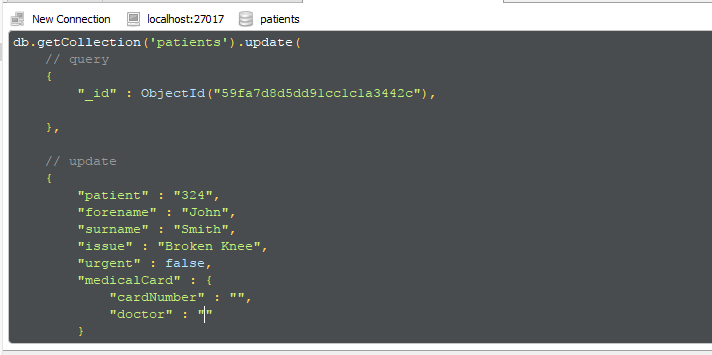 New Connection localhost:27017 patients
db.getCollection('patients').update(
// query
{
"_id" : ObjectId("59fa7d8d5dd91cc1c1a3442c"),
},
// update
{
"patient" : "324",
"forename" : "John",
"surname" : "Smith",
"issue" : "Broken Knee",
"urgent" : false,
"medicalCard" : {
"cardNumber" : "",
"doctor" : ""
}